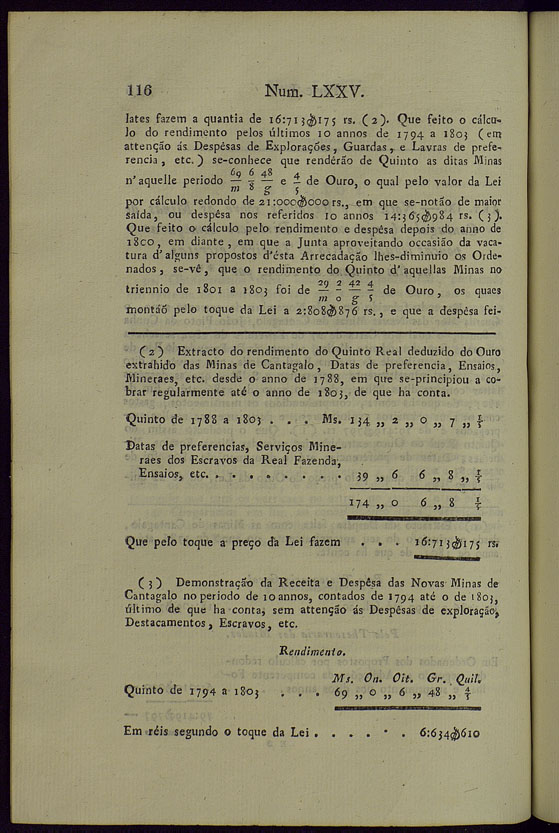 116 Num. LXXV.
lates fazem a quantia de 16:713$175 rs. (2). Que feito o cálcu-
lo do rendimento pelos últimos 10 annos de 1794 a 1803 (em
attenção ás Despésas de Explorações, Guardas, e Lavras de prefe-
rencia, etc.) se-conhece que rendêrão de Quinto as ditas Minas
n'aquelle periodo 69/m 6/8 48/g e 4/5 de Ouro, o qual pelo valor da Lei
por cálculo redondo de 21:000$000 rs., em que se-notão de maior
saída, ou despésa nos referidos 10 annos 14:365$984 rs. (3).
Que feito o cálculo pelo rendimento e despésa depois do anno de
1800, em diante, em que a Junta aproveitando occasião da vaca-
tura d'alguns propostos d'ésta Arrecadação lhes-diminuio os Orde-
nados, se-vê, que o rendimento do Quinto d'aquellas Minas no
triennio de 1801 a 1803 foi de 29/m 2/o 42/g 4/5 de Ouro, os quaes
montáõ pelo toque da Lei a 2:808$876 rs., e que a despésa fei-
(2) Extracto do rendimento do Quinto Real deduzido do Ouro
extrahido das Minas de Cantagalo, Datas de preferencia, Ensaios,
Mineraes, etc. desde o anno de 1788, em que se-principiou a co-
brar regularmente até o anno de 1803, de que ha conta.
Quinto de 1788 a 1803 . . . Ms. 134 ,, 2 ,, 0 ,, 7 ,, 1/5
Datas de preferencias, Serviços Mine-
raes dos Escravos da Real Fazenda,
Ensaios, etc. . . . . . . . . 39 ,, 6 6 ,, 8 ,, 1/5
174 ,, 0 6 ,, 8 1/5
Que pelo toque a preço da Lei fazem . . . 16:713$175 rs.
(3) Demonstração da Receita e Despêsa das Novas Minas de
Cantagalo no periodo de 10 annos, contados de 1794 até o de 1803,
último de que ha conta, sem attenção ás Despésas de exploração,
Destacamentos, Escravos, etc.
Rendimento.
Ms. On. Oit. Gr. Quil.
Quinto de 1794 a 1803 . . . 69 ,, 0 ,, 6 ,, 48 ,, 4/5
Em réis segundo o toque da Lei . . . . . . 6:634$610